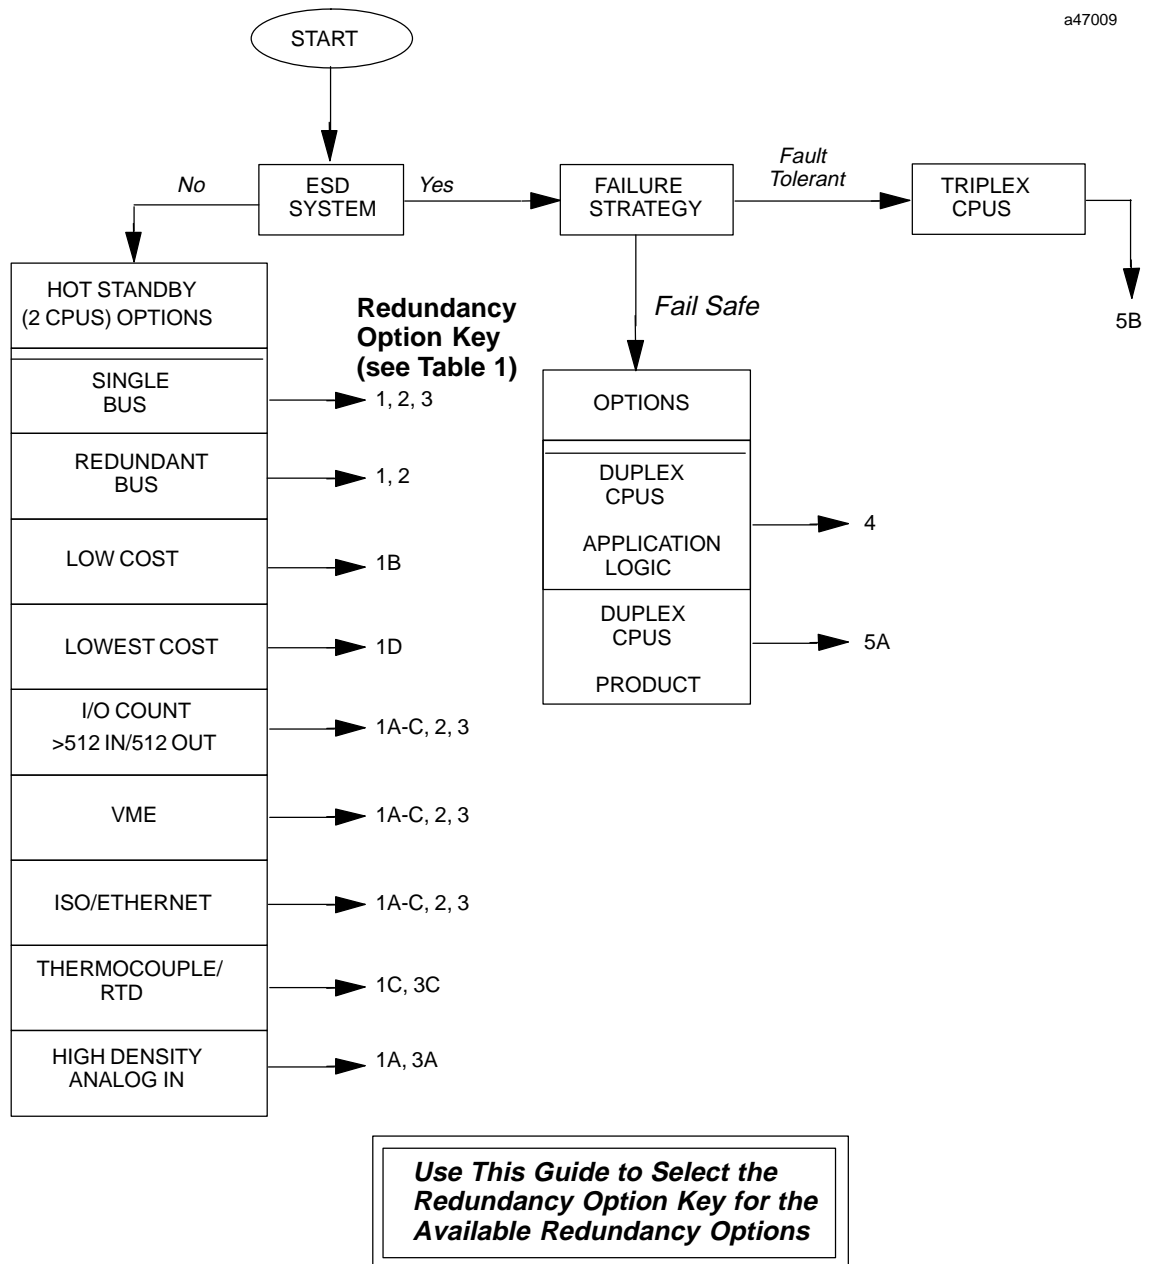 a47009
START
No
ESD
SYSTEM
Yes
FAILURE
STRATEGY
Fault
Tolerant
TRIPLEX
CPUS
5B
HOT STANDBY
(2 CPUS) OPTIONS
Redundancy
Option Key
(see Table 1)
SINGLE
BUS
1, 2, 3
REDUNDANT
BUS
1, 2
LOW COST
1B
LOWEST COST
1D
I/O COUNT
>512 IN/512 OUT
1A-C, 2, 3
VME
1A-C, 2, 3
ISO/ETHERNET
1A-C, 2, 3
THERMOCOUPLE/
RTD
1C, 3C
HIGH DENSITY
ANALOG IN
1A, 3A
Fail Safe
OPTIONS
DUPLEX
CPUS
APPLICATION
LOGIC
4
DUPLEX
CPUS
PRODUCT
5A
Use This Guide to Select the
Redundancy Option Key for the
Available Redundancy Options